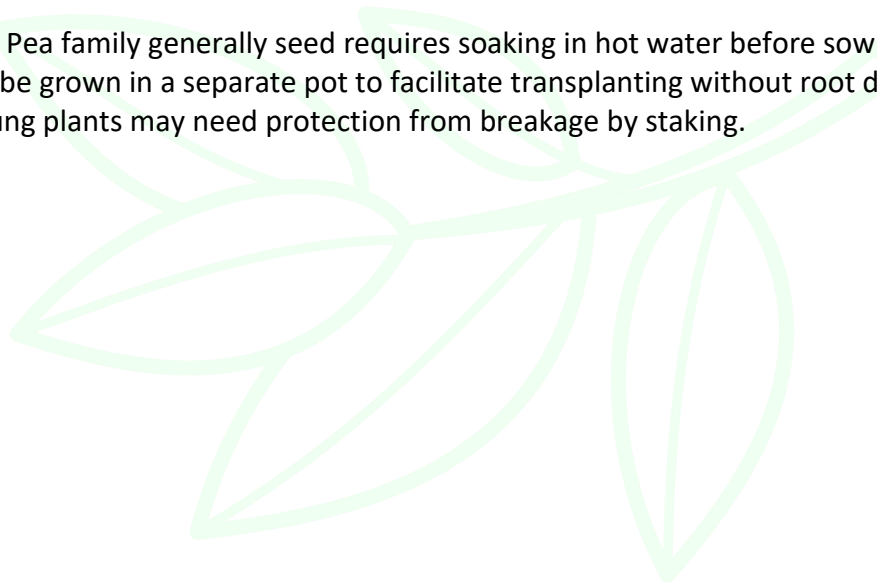 Pea family generally seed requires soaking in hot water before sow
be grown in a separate pot to facilitate transplanting without root
plants may need protection from breakage by staking.